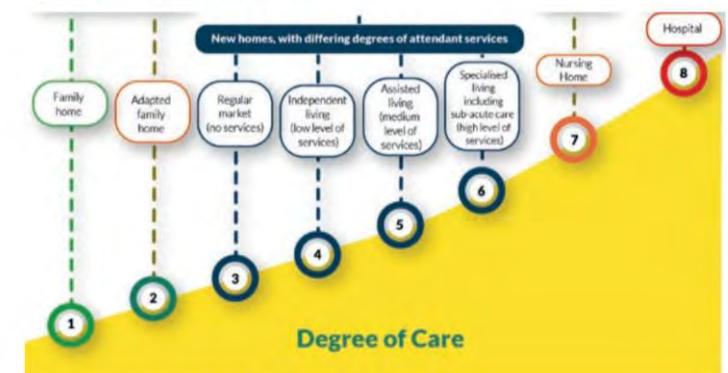 New homes, with differing degrees of attendant services
Hospital
8
Family
home
Adapted
family
home
Regular
market
(no services)
Independent
living
(low level of
services)
Assisted
living
(medium
level of
services)
Specialised
living
including
sub-acute care
(high level of
services)
Nursing
Home
7
6
5
4
3
2
1
Degree of Care